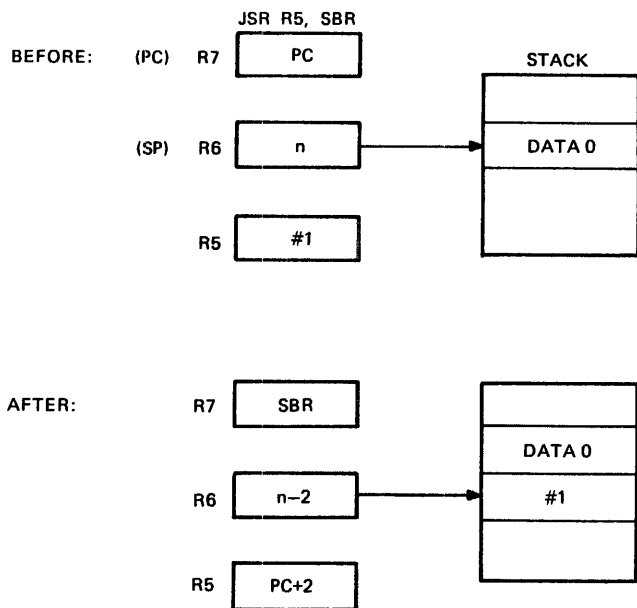 JSR R5, SBR
BEFORE: (PC) R7 PC
STACK
(SP) R6 n DATA 0
R5 #1
AFTER: R7 SBR
DATA 0
R6 n–2 #1
R5 PC+2